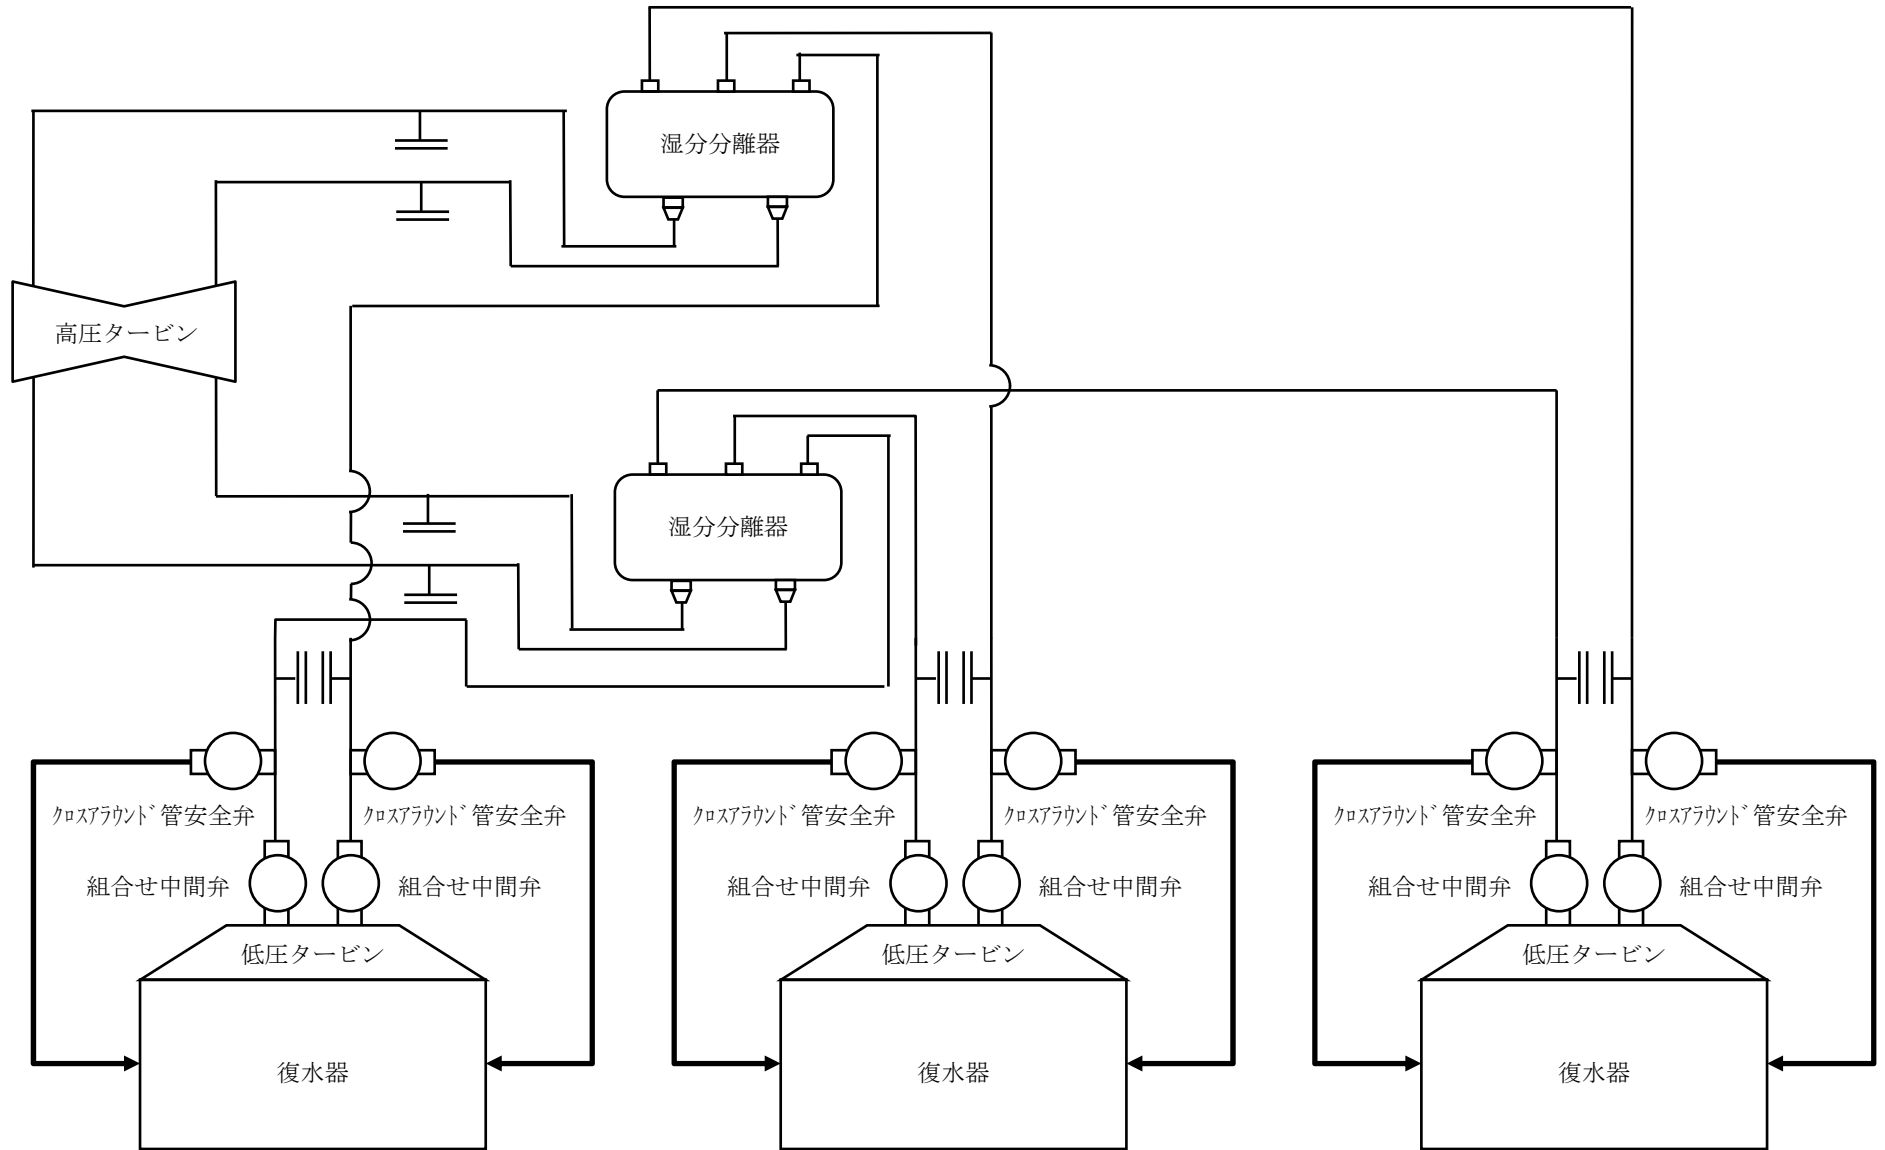 湿分分離器
高圧タービン
湿分分離器
ｸﾛｽｱﾗｳﾝﾄﾞ管安全弁
ｸﾛｽｱﾗｳﾝﾄﾞ管安全弁
ｸﾛｽｱﾗｳﾝﾄﾞ管安全弁
ｸﾛｽｱﾗｳﾝﾄﾞ管安全弁
ｸﾛｽｱﾗｳﾝﾄﾞ管安全弁
ｸﾛｽｱﾗｳﾝﾄﾞ管安全弁
組合せ中間弁
組合せ中間弁
組合せ中間弁
組合せ中間弁
組合せ中間弁
組合せ中間弁
低圧タービン
低圧タービン
低圧タービン
復水器
復水器
復水器